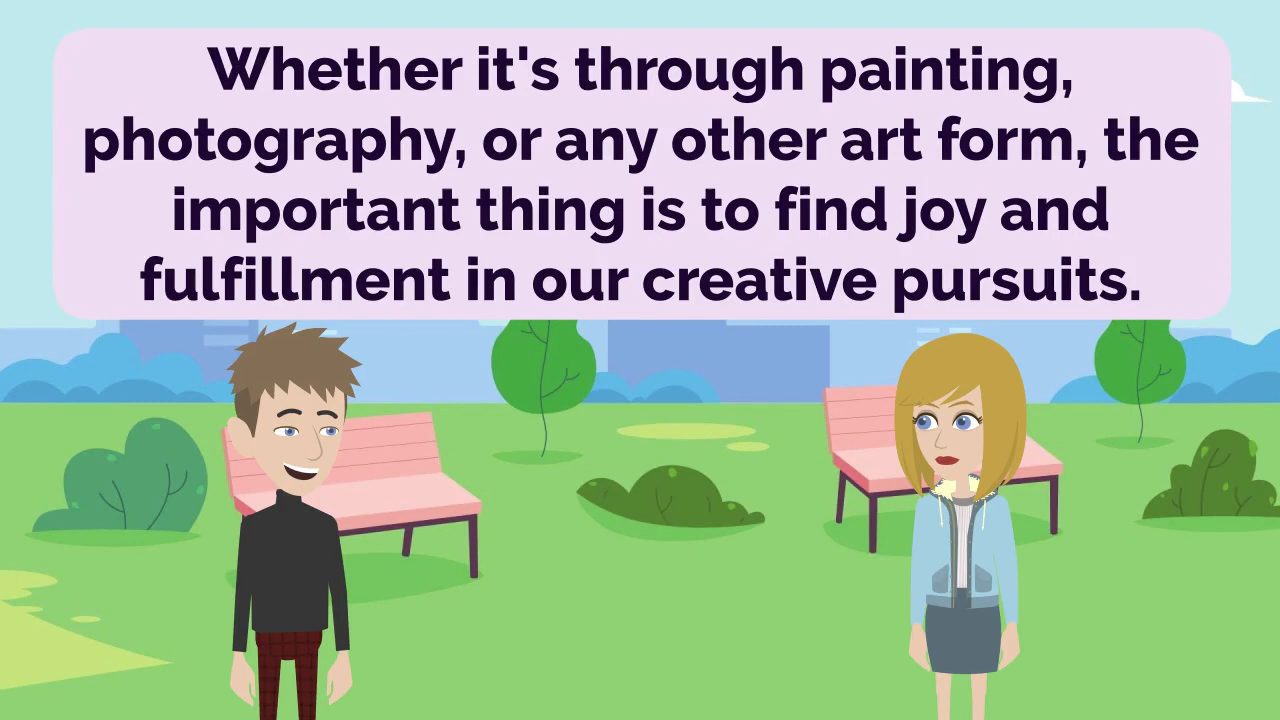 Whether it's through painting,
photography, or any other art form, the
important thing is to find joy and
fulfillment in our creative pursuits.